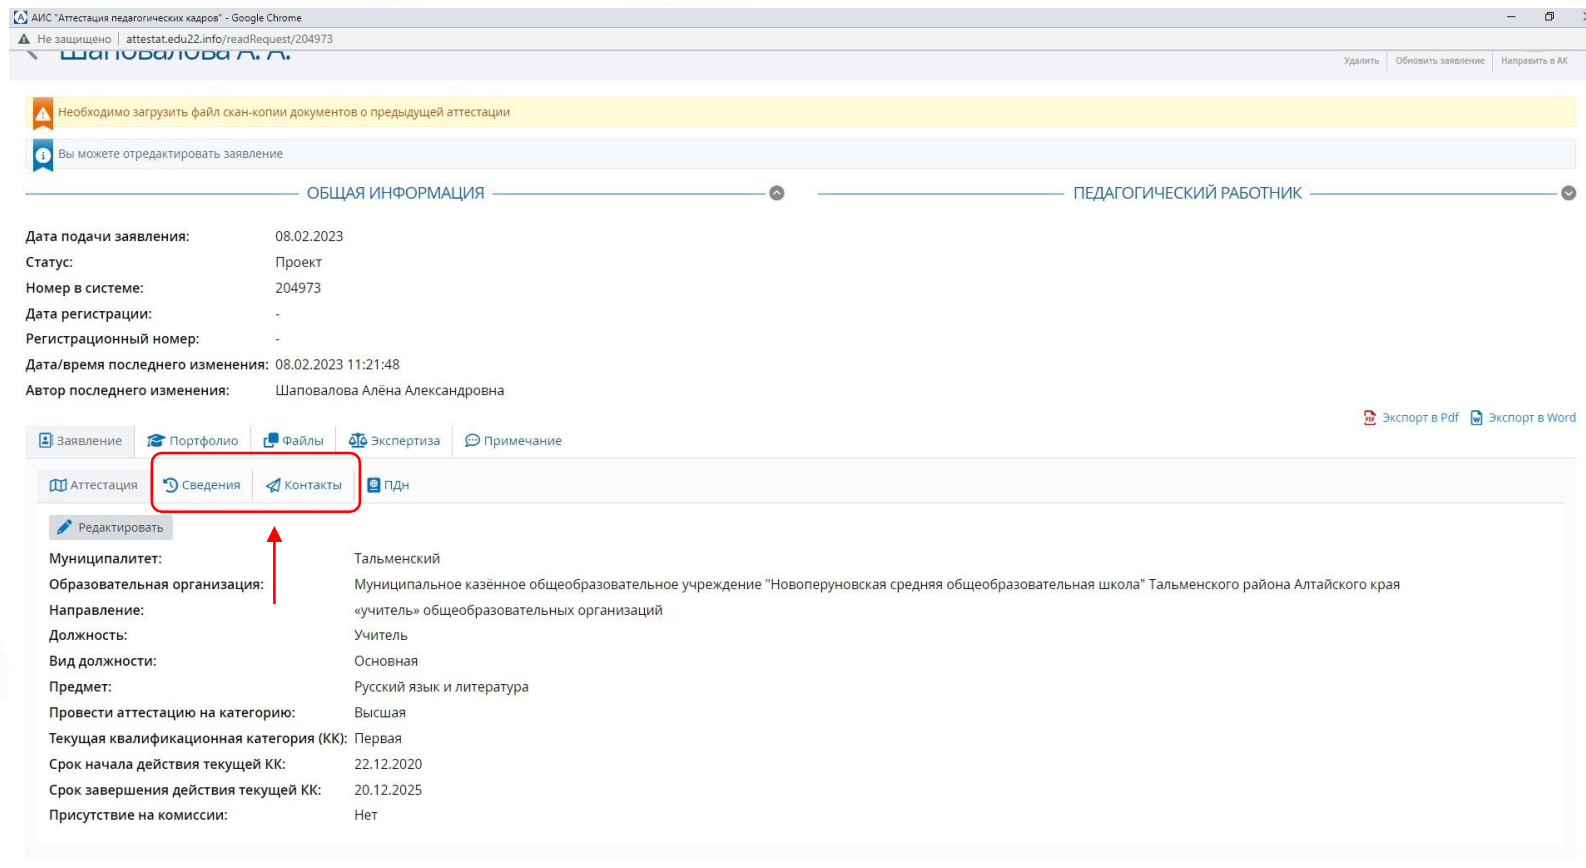 АИС "Аттестация педагогических кадров" - Google Chrome
Не защищено | attestat.edu22.info/readRequest/204973
Шаповалова А. А.
Удалить Обновить заявление Направить в АК
Необходимо загрузить файл скан-копии документов о предыдущей аттестации
Вы можете отредактировать заявление
ОБЩАЯ ИНФОРМАЦИЯ ПЕДАГОГИЧЕСКИЙ РАБОТНИК
Дата подачи заявления: 08.02.2023
Статус: Проект
Номер в системе: 204973
Дата регистрации: -
Регистрационный номер: -
Дата/время последнего изменения: 08.02.2023 11:21:48
Автор последнего изменения: Шаповалова Алёна Александровна
Экспорт в Pdf Экспорт в Word
Заявление Портфолио Файлы Экспертиза Примечание
Аттестация Сведения Контакты ПДн
Редактировать
Муниципалитет: Тальменский
Образовательная организация: Муниципальное казённое общеобразовательное учреждение "Новоперуновская средняя общеобразовательная школа" Тальменского района Алтайского края
Направление: «учитель» общеобразовательных организаций
Должность: Учитель
Вид должности: Основная
Предмет: Русский язык и литература
Провести аттестацию на категорию: Высшая
Текущая квалификационная категория (КК): Первая
Срок начала действия текущей КК: 22.12.2020
Срок завершения действия текущей КК: 20.12.2025
Присутствие на комиссии: Нет